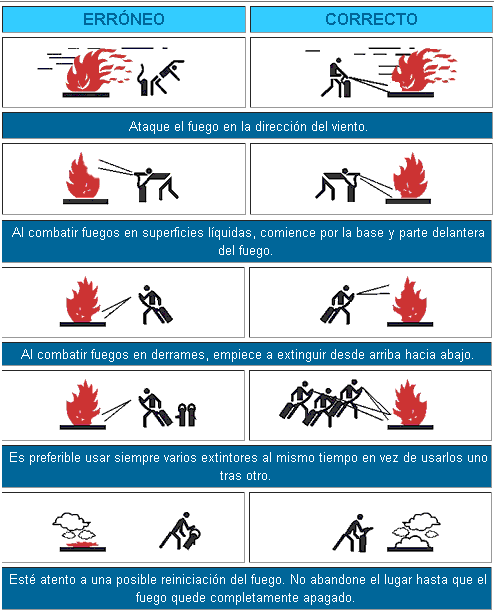 ERRÓNEO
CORRECTO
Ataque el fuego en la dirección del viento.
Al combatir fuegos en superficies líquidas, comience por la base y parte delantera
del fuego.
Al combatir fuegos en derrames, empiece a extinguir desde arriba hacia abajo.
Es preferible usar siempre varios extintores al mismo tiempo en vez de usarlos uno
tras otro.
Esté atento a una posible reiniciación del fuego. No abandone el lugar hasta que el
fuego quede completamente apagado.